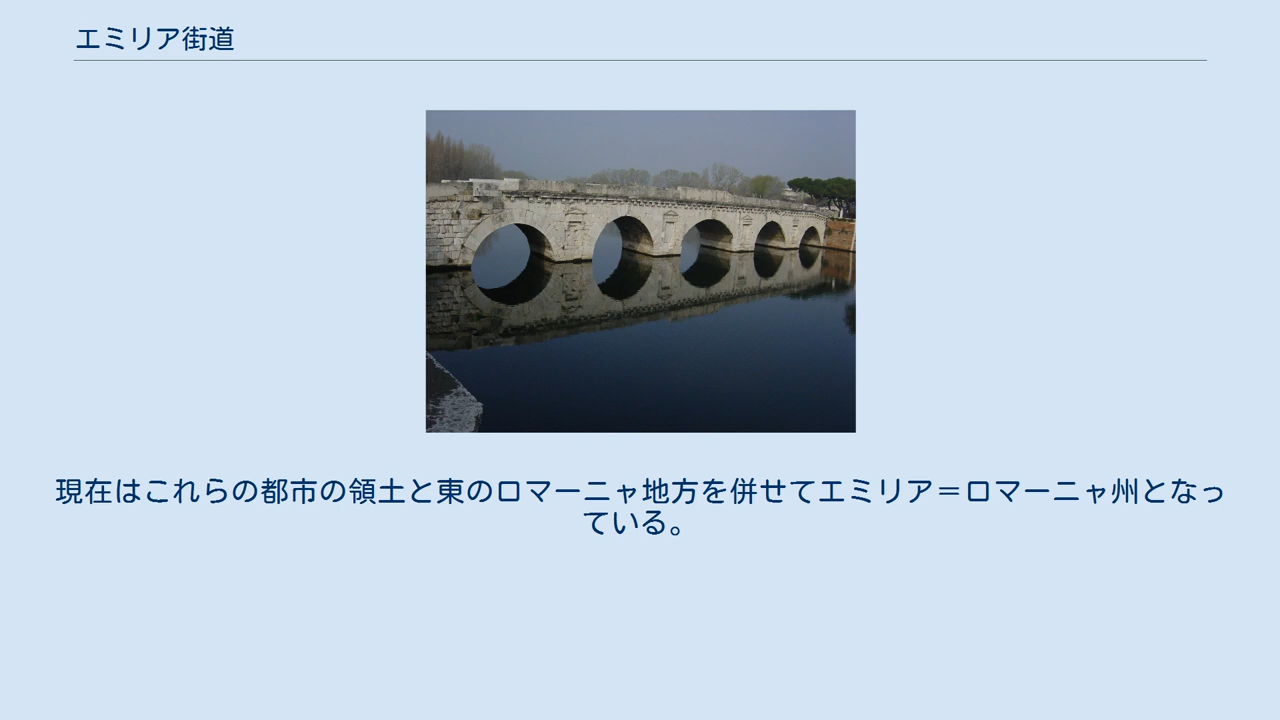 エミリア街道
現在はこれらの都市の領土と東のロマーニャ地方を併せてエミリア＝ロマーニャ州となっ
ている。